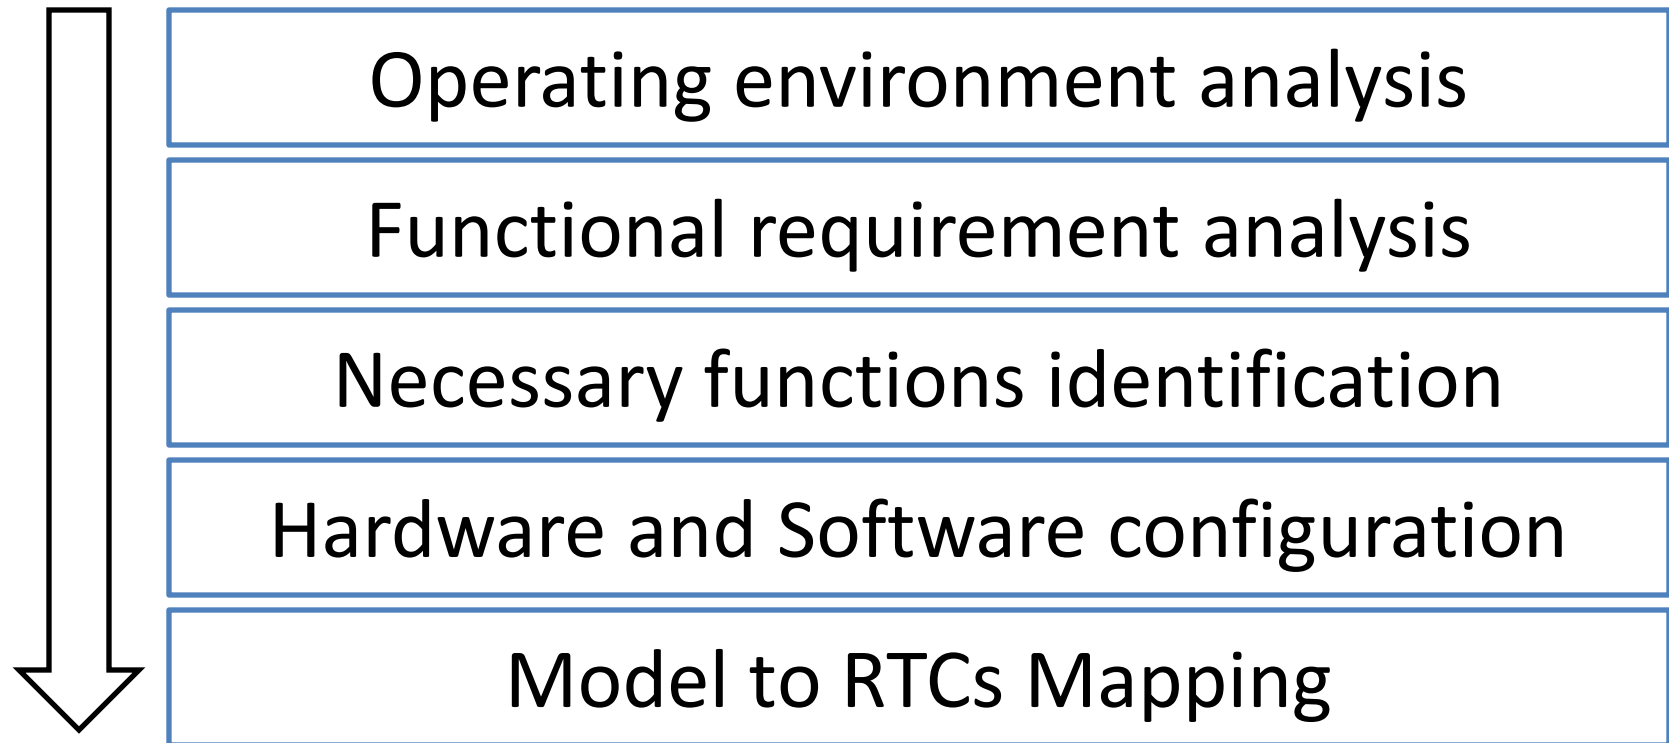 Operating environment analysis
Functional requirement analysis
Necessary functions identification
Hardware and Software configuration
Model to RTCs Mapping